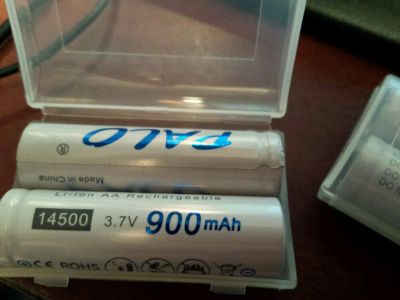 PALO
®
Made in China
Li-ion AA Rechargeable
14500 3.7V 900mAh
CE RoHS